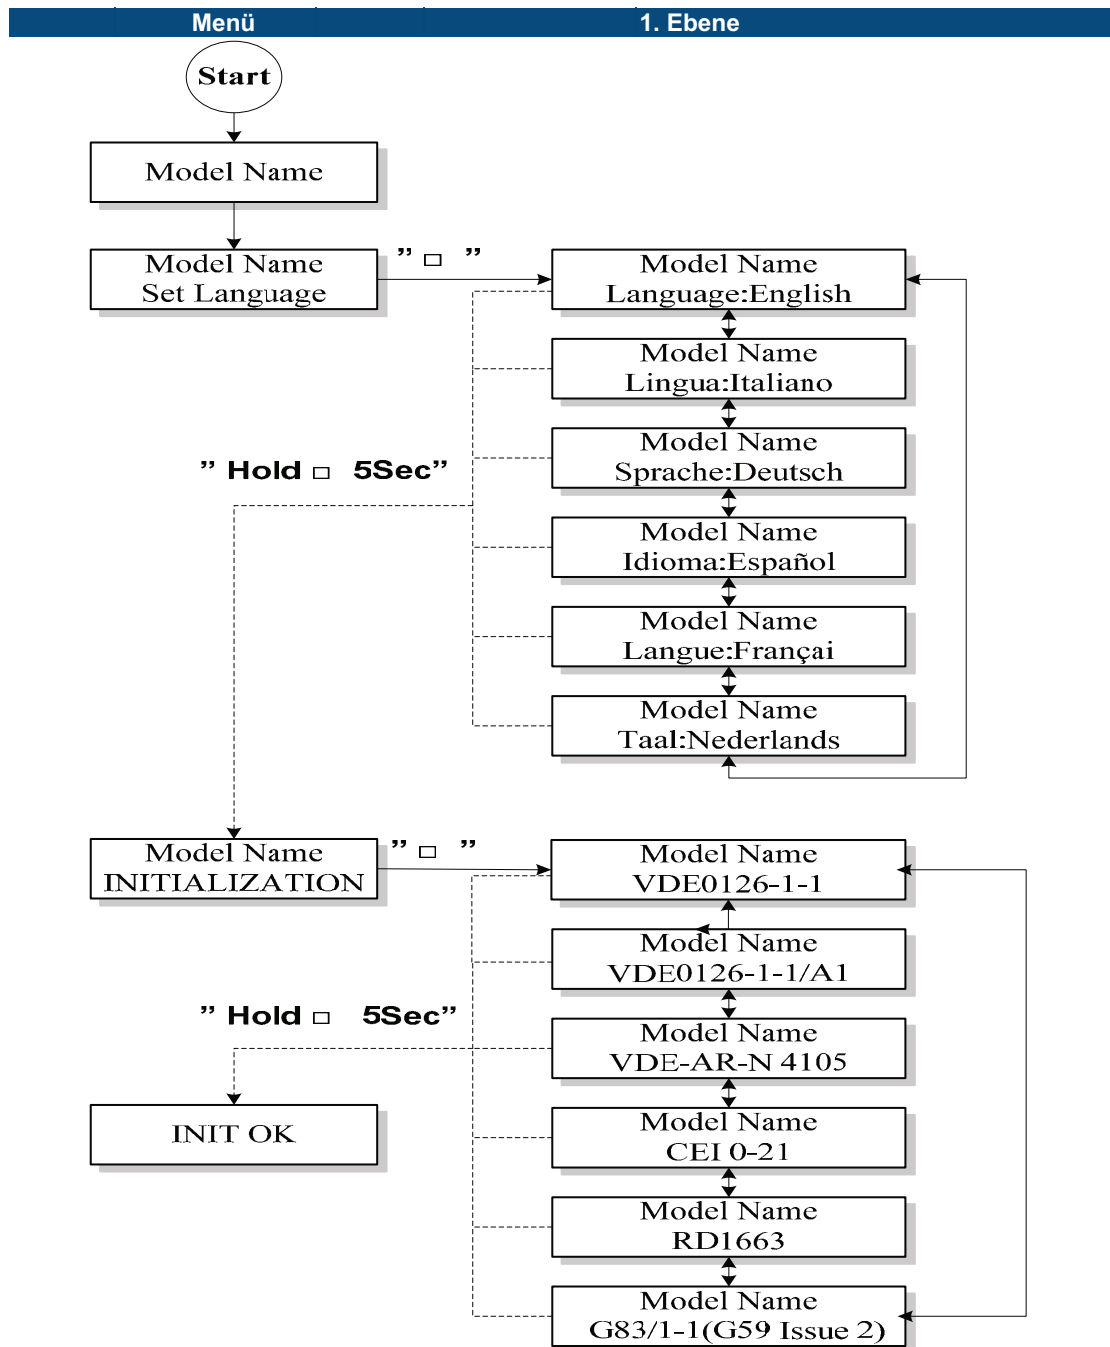 Menü 1. Ebene
Start
Model Name
Model Name
Set Language
” □ ”
Model Name
Language:English
Model Name
Lingua:Italiano
Model Name
Sprache:Deutsch
” Hold □ 5Sec”
Model Name
Idioma:Español
Model Name
Langue:Françai
Model Name
Taal:Nederlands
Model Name
INITIALIZATION
” □ ”
Model Name
VDE0126-1-1
Model Name
VDE0126-1-1/A1
” Hold □ 5Sec”
Model Name
VDE-AR-N 4105
INIT OK
Model Name
CEI 0-21
Model Name
RD1663
Model Name
G83/1-1(G59 Issue 2)